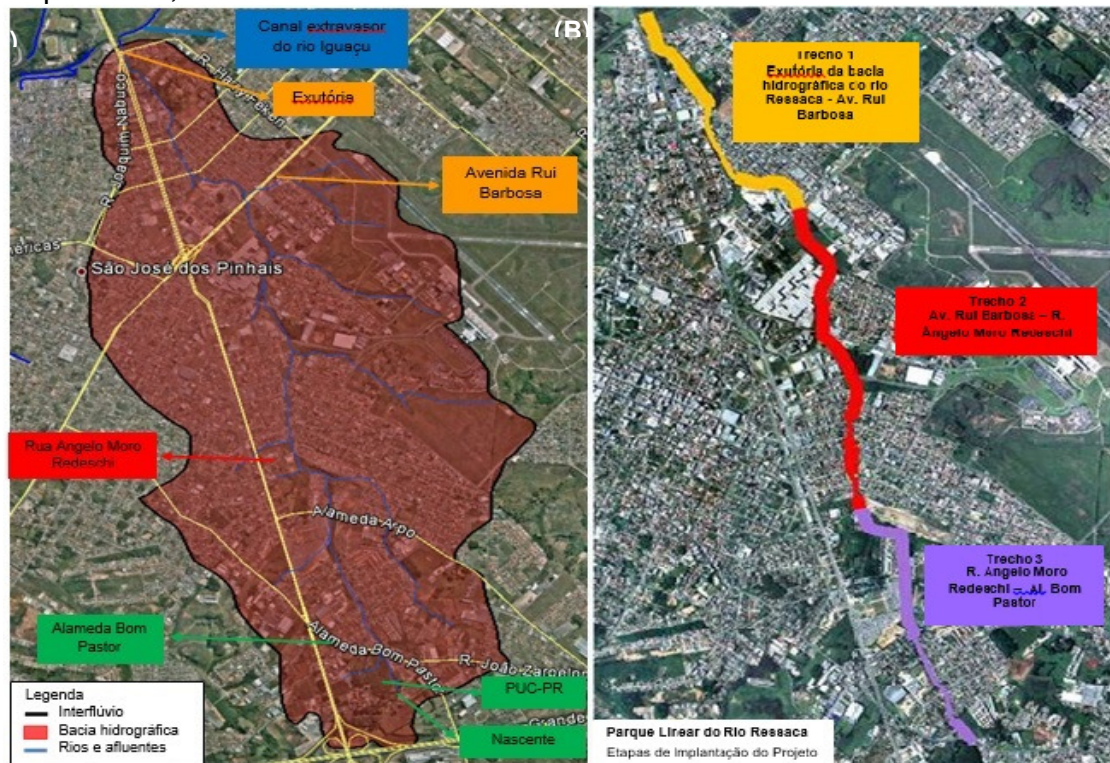 Canal extravasor
do rio Iguaçu
Exutória
R. Joaquim Nabuco
Avenida Rui
Barbosa
São José dos Pinhais
Rua Angelo Moro
Redeschi
Alameda Arpo
Alameda Bom
Pastor
Alameda Bom Pastor
PUC-PR
Nascente
Legenda
Interflúvio
Bacia hidrográfica
Rios e afluentes
(B)
Trecho 1
Exutória da bacia
hidrográfica do rio
Ressaca - Av. Rui
Barbosa
Trecho 2
Av. Rui Barbosa – R.
Angelo Moro Redeschi
Trecho 3
R. Angelo Moro
Redeschi – Al. Bom
Pastor
Parque Linear do Rio Ressaca
Etapas de Implantação do Projeto